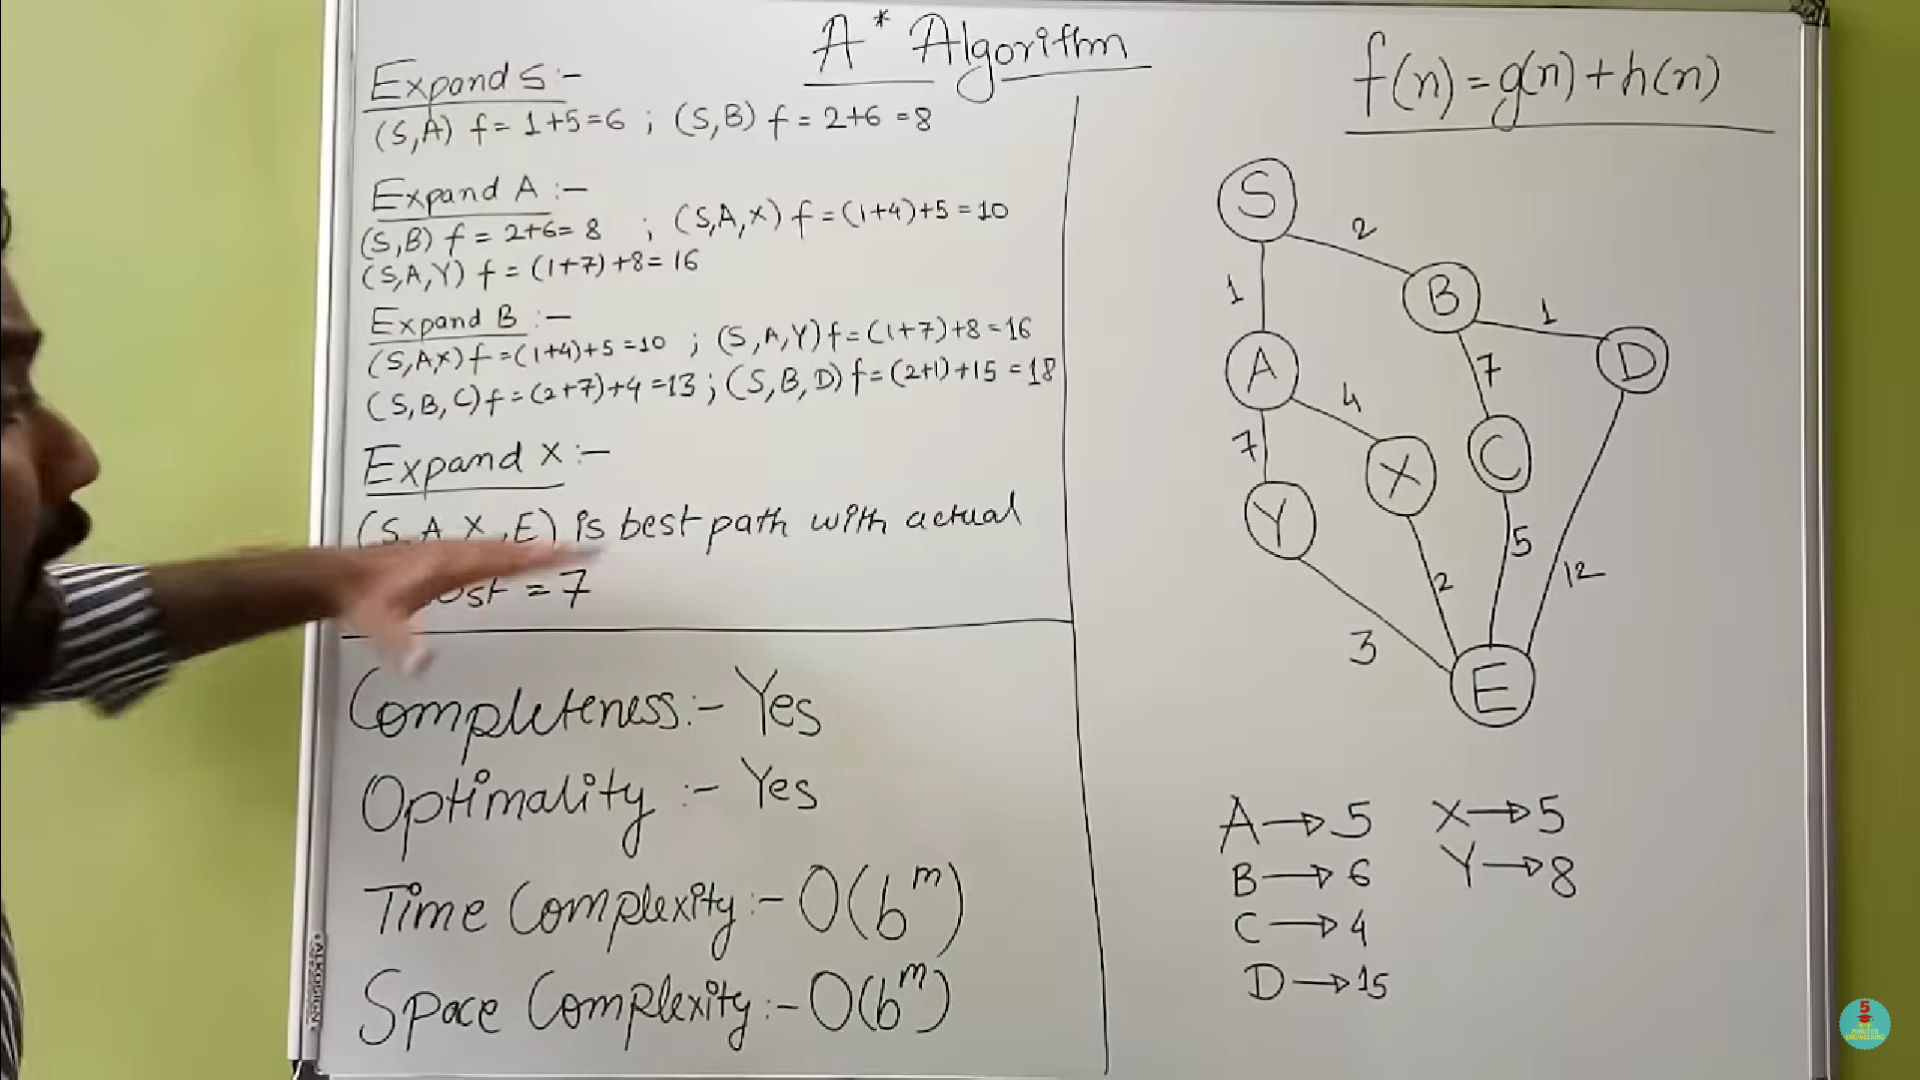 A* Algorithm
f(n) = g(n) + h(n)
Expand S :-
(S,A) f = 1+5=6 ; (S,B) f = 2+6 =8
Expand A :-
(S,B) f = 2+6= 8 ; (S,A,X) f = (1+4)+5 = 10
(S,A,Y) f = (1+7)+8= 16
Expand B :-
(S,A,X) f =(1+4)+5 =10 ; (S,A,Y) f =(1+7)+8 =16
(S,B,C) f = (2+7)+4 =13 ; (S,B,D) f = (2+1)+15 =18
Expand X :-
(S,A,X,E) is best path with actual
= 7
Completeness:- Yes
Optimality :- Yes
Time Complexity:- O(b^m)
Space Complexity:- O(b^m)
S
2
1
B
1
D
A
7
4
7
X
C
Y
5
2
12
3
E
A → 5
X → 5
B → 6
Y → 8
C → 4
D → 15
5
MINUTES
ENGINEERING